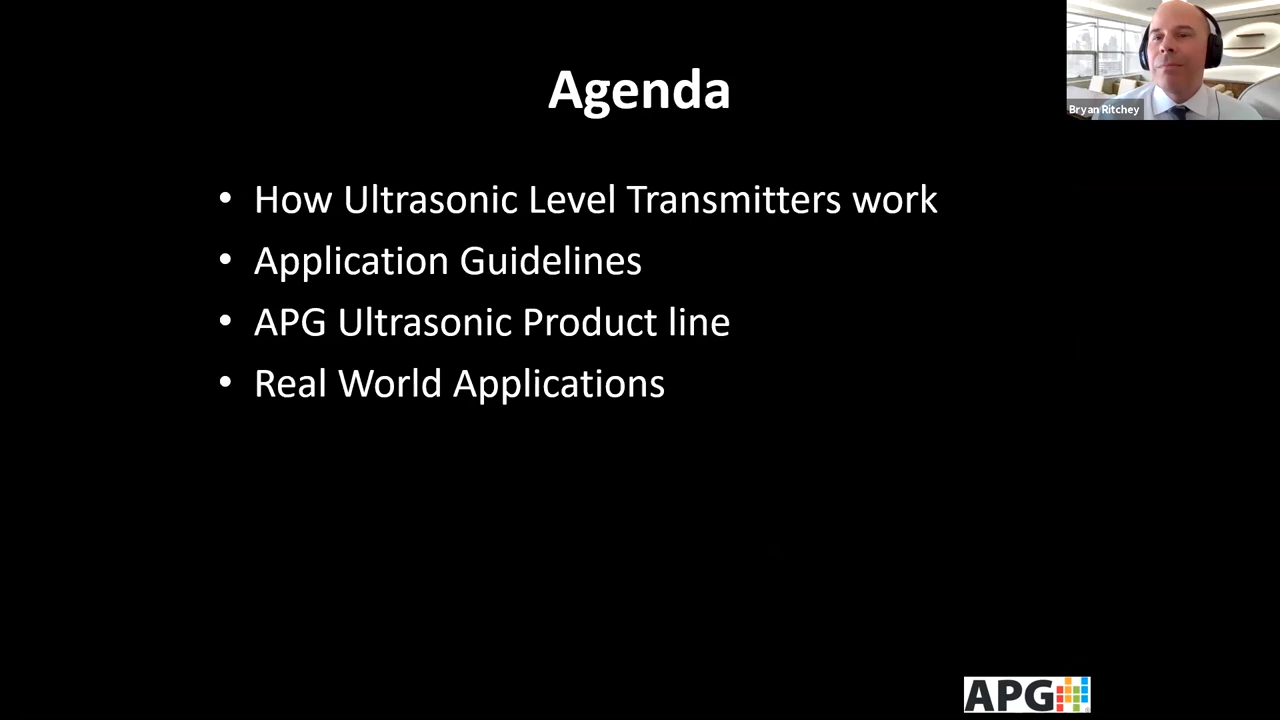 Agenda
Bryan Ritchey
• How Ultrasonic Level Transmitters work
• Application Guidelines
• APG Ultrasonic Product line
• Real World Applications
APG